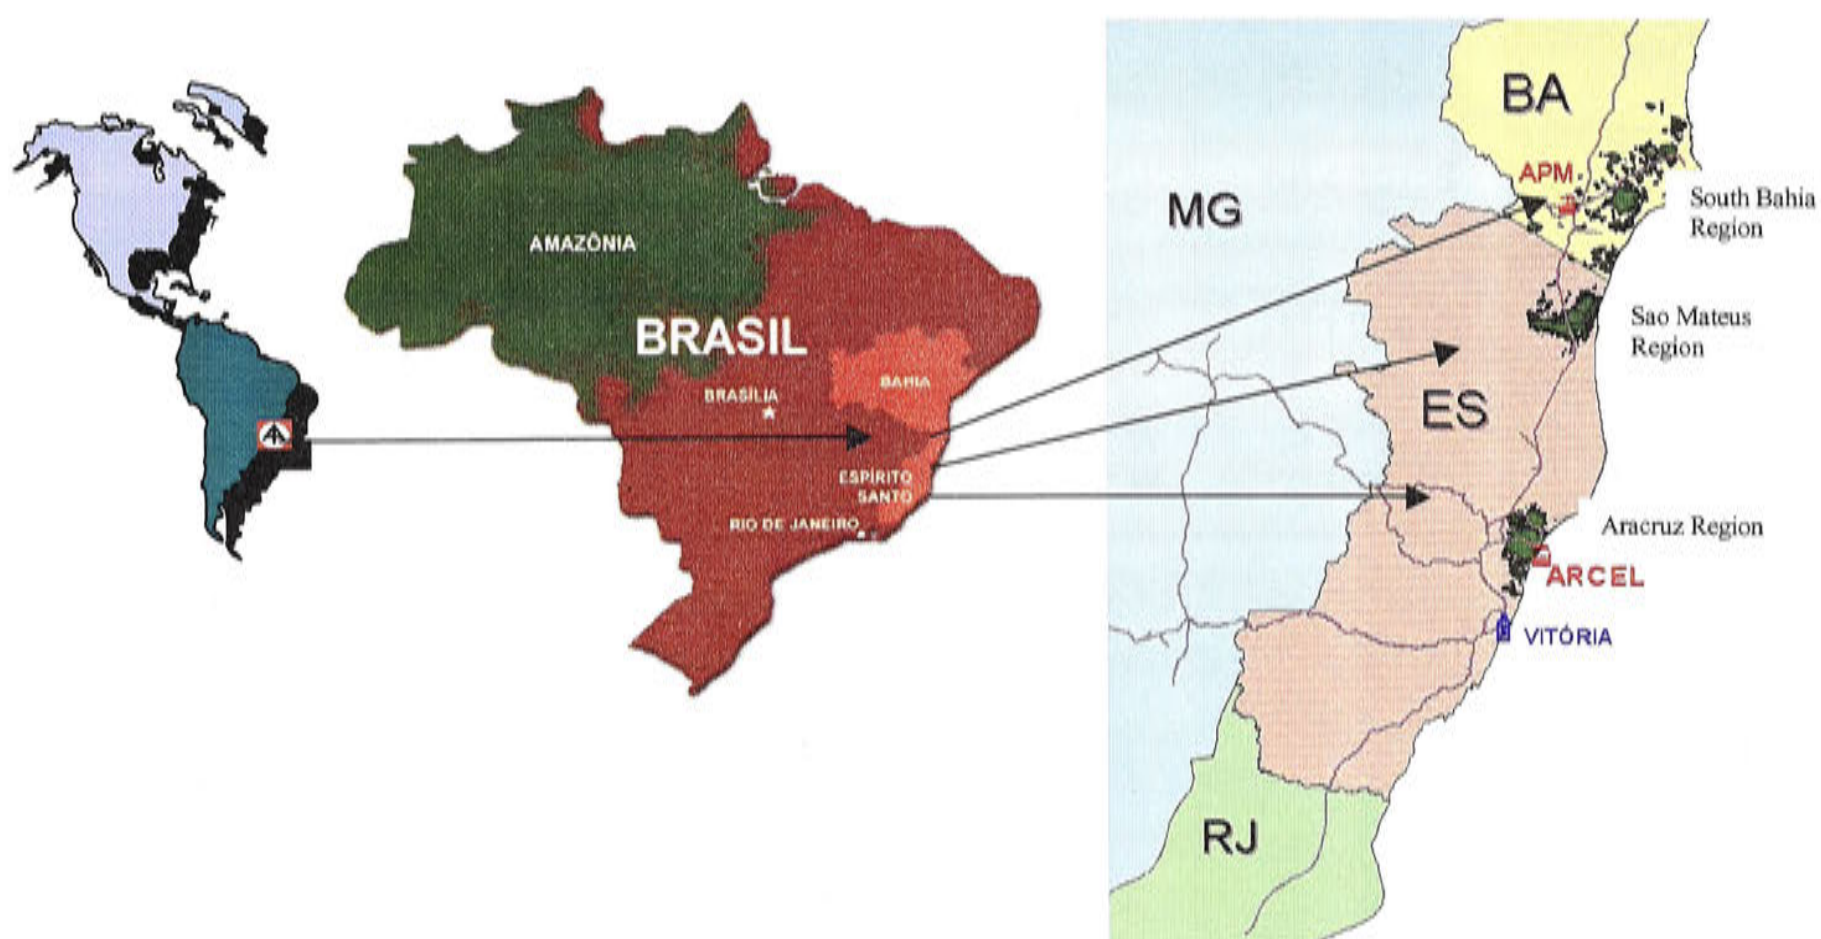 AMAZÔNIA
BRASIL
BRASÍLIA
BAHIA
ESPÍRITO
SANTO
RIO DE JANEIRO
BA
APM
MG
South Bahia
Region
Sao Mateus
Region
ES
Aracruz Region
ARCEL
VITÓRIA
RJ